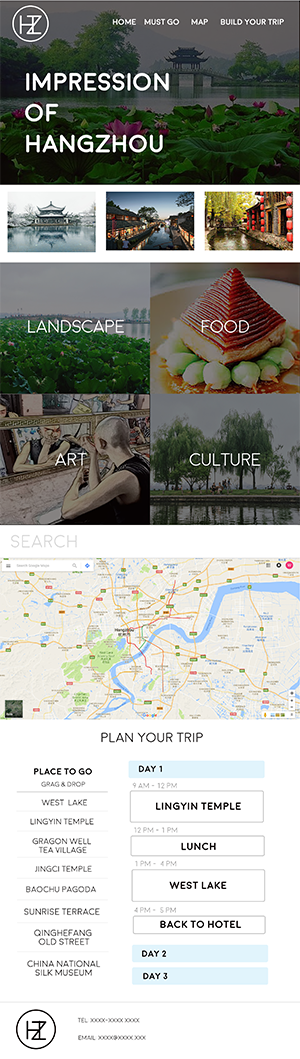 HZ
HOME MUST GO MAP BUILD YOUR TRIP
IMPRESSION
OF
HANGZHOU
LANDSCAPE
FOOD
ART
CULTURE
SEARCH
Search Google Maps
Hangzhou
Google
PLAN YOUR TRIP
PLACE TO GO
GRAG & DROP
WEST LAKE
LINGYIN TEMPLE
GRAGON WELL
TEA VILLAGE
JINGCI TEMPLE
BAOCHU PAGODA
SUNRISE TERRACE
QINGHEFANG
OLD STREET
CHINA NATIONAL
SILK MUSEUM
DAY 1
9 AM - 12 PM
LINGYIN TEMPLE
12 PM - 1 PM
LUNCH
1 PM - 4 PM
WEST LAKE
4 PM - 5 PM
BACK TO HOTEL
DAY 2
DAY 3
HZ
TEL XXXX-XXXX XXXX
EMAIL XXXX@XXXX.XXX